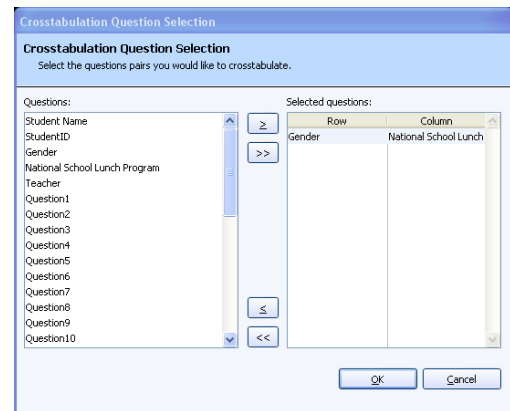 Crosstabulation Question Selection
Crosstabulation Question Selection
Select the questions pairs you would like to crosstabulate.
Questions:
Student Name
StudentID
Gender
National School Lunch Program
Teacher
Question1
Question2
Question3
Question4
Question5
Question6
Question7
Question8
Question9
Question10
>
>>
<
<<
Selected questions:
Row Column
Gender National School Lunch
OK Cancel